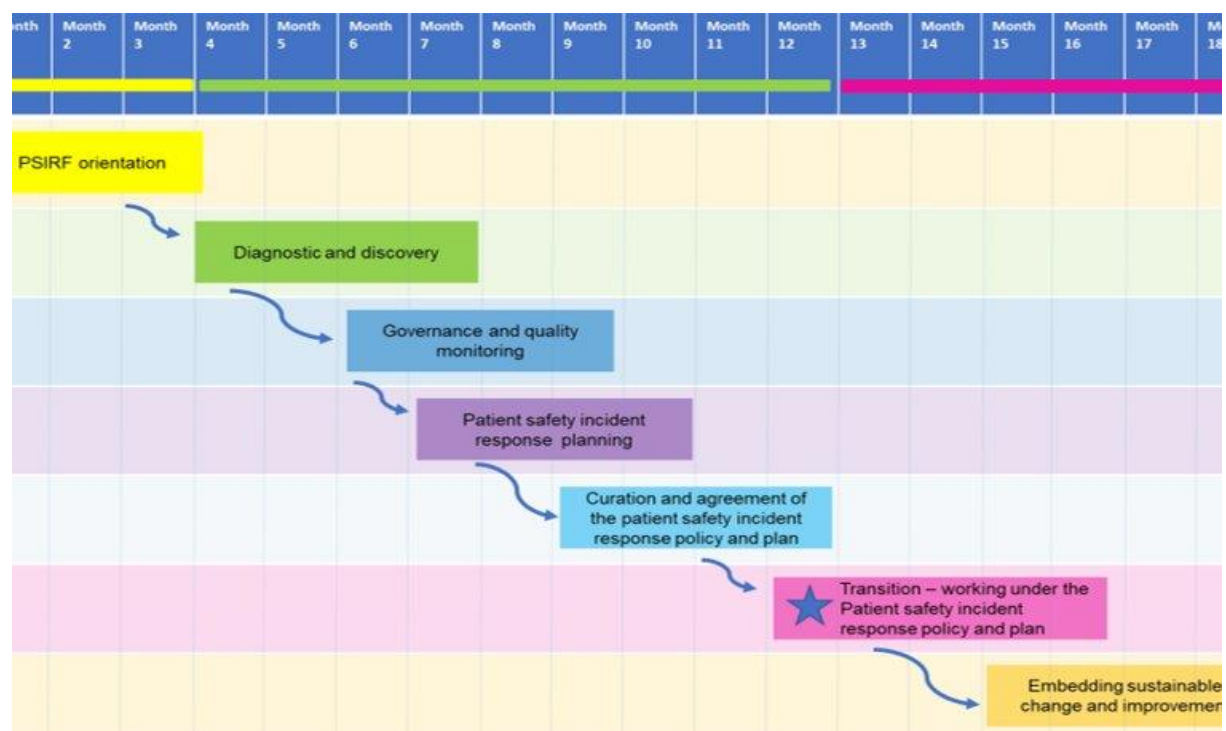 nth Month Month Month Month Month Month Month Month Month Month Month Month Month Month Month Month Mo
2 3 4 5 6 7 8 9 10 11 12 13 14 15 16 17 18
PSIRF orientation
Diagnostic and discovery
Governance and quality
monitoring
Patient safety incident
response planning
Curation and agreement of
the patient safety incident
response policy and plan
Transition – working under the
Patient safety incident
response policy and plan
Embedding sustainable
change and improvemen